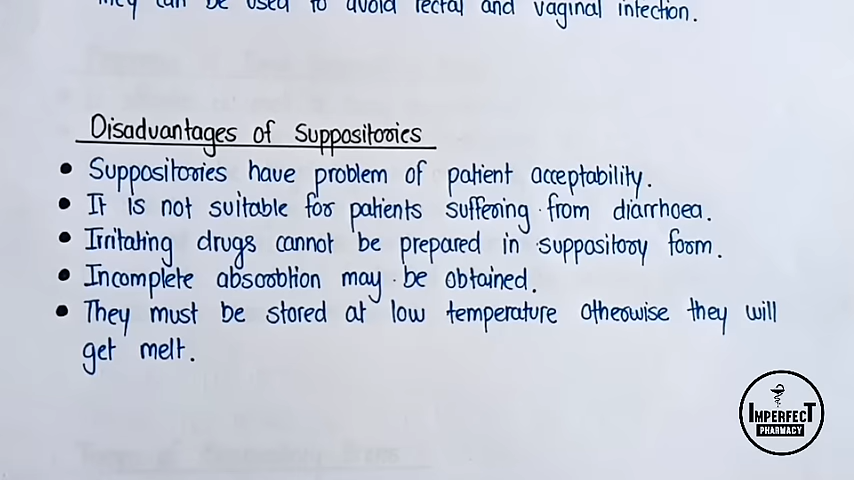 They can be used to avoid rectal and vaginal infection.
Disadvantages of Suppositories
• Suppositories have problem of patient acceptability.
• It is not suitable for patients suffering from diarrhoea.
• Irritating drugs cannot be prepared in suppository form.
• Incomplete absorbtion may be obtained.
• They must be stored at low temperature otherwise they will
get melt.
IMPERFECT
PHARMACY